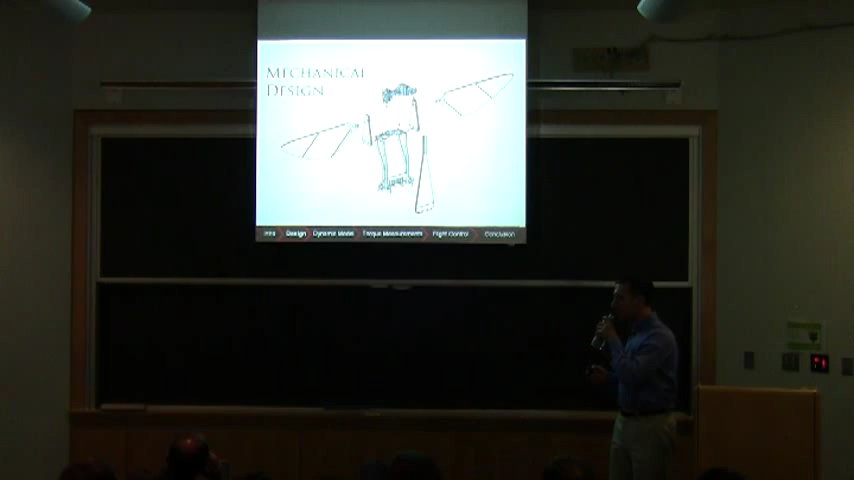 Mechanical
Design
Intro Design Dynamic Model Torque Measurements Flight Control Conclusion